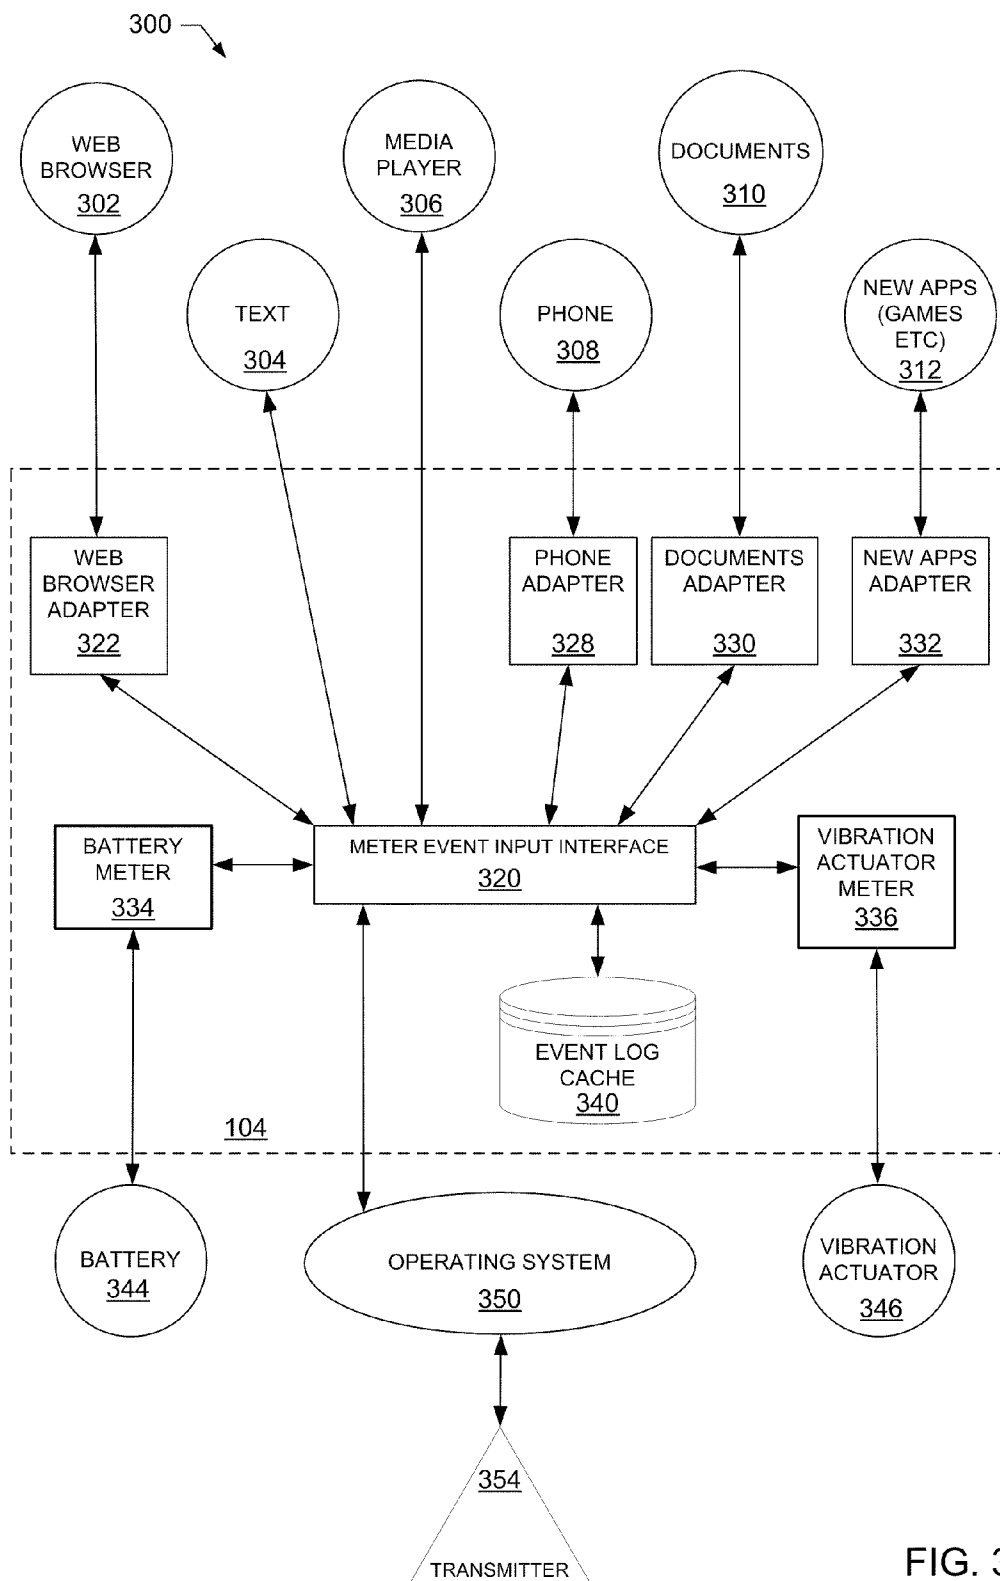 300
WEB
BROWSER
302
MEDIA
PLAYER
306
DOCUMENTS
310
TEXT
304
PHONE
308
NEW APPS
(GAMES
ETC)
312
WEB
BROWSER
ADAPTER
322
PHONE
ADAPTER
328
DOCUMENTS
ADAPTER
330
NEW APPS
ADAPTER
332
BATTERY
METER
334
METER EVENT INPUT INTERFACE
320
VIBRATION
ACTUATOR
METER
336
EVENT LOG
CACHE
340
104
BATTERY
344
OPERATING SYSTEM
350
VIBRATION
ACTUATOR
346
354
TRANSMITTER
FIG. 3